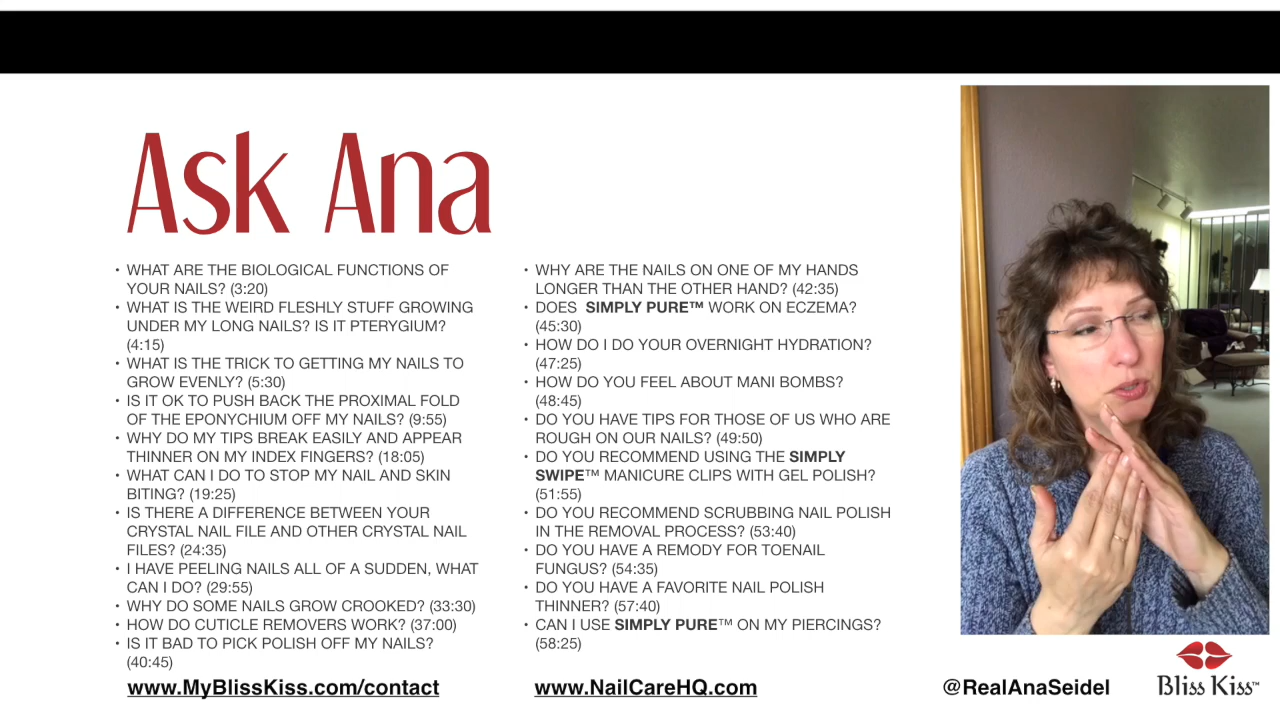 Ask Ana
• WHAT ARE THE BIOLOGICAL FUNCTIONS OF
YOUR NAILS? (3:20)
• WHAT IS THE WEIRD FLESHLY STUFF GROWING
UNDER MY LONG NAILS? IS IT PTERYGIUM?
(4:15)
• WHAT IS THE TRICK TO GETTING MY NAILS TO
GROW EVENLY? (5:30)
• IS IT OK TO PUSH BACK THE PROXIMAL FOLD
OF THE EPONYCHIUM OFF MY NAILS? (9:55)
• WHY DO MY TIPS BREAK EASILY AND APPEAR
THINNER ON MY INDEX FINGERS? (18:05)
• WHAT CAN I DO TO STOP MY NAIL AND SKIN
BITING? (19:25)
• IS THERE A DIFFERENCE BETWEEN YOUR
CRYSTAL NAIL FILE AND OTHER CRYSTAL NAIL
FILES? (24:35)
• I HAVE PEELING NAILS ALL OF A SUDDEN, WHAT
CAN I DO? (29:55)
• WHY DO SOME NAILS GROW CROOKED? (33:30)
• HOW DO CUTICLE REMOVERS WORK? (37:00)
• IS IT BAD TO PICK POLISH OFF MY NAILS?
(40:45)
• WHY ARE THE NAILS ON ONE OF MY HANDS
LONGER THAN THE OTHER HAND? (42:35)
• DOES SIMPLY PURE™ WORK ON ECZEMA?
(45:30)
• HOW DO I DO YOUR OVERNIGHT HYDRATION?
(47:25)
• HOW DO YOU FEEL ABOUT MANI BOMBS?
(48:45)
• DO YOU HAVE TIPS FOR THOSE OF US WHO ARE
ROUGH ON OUR NAILS? (49:50)
• DO YOU RECOMMEND USING THE SIMPLY
SWIPE™ MANICURE CLIPS WITH GEL POLISH?
(51:55)
• DO YOU RECOMMEND SCRUBBING NAIL POLISH
IN THE REMOVAL PROCESS? (53:40)
• DO YOU HAVE A REMODY FOR TOENAIL
FUNGUS? (54:35)
• DO YOU HAVE A FAVORITE NAIL POLISH
THINNER? (57:40)
• CAN I USE SIMPLY PURE™ ON MY PIERCINGS?
(58:25)
www.MyBlissKiss.com/contact
www.NailCareHQ.com
@RealAnaSeidel
Bliss Kiss™